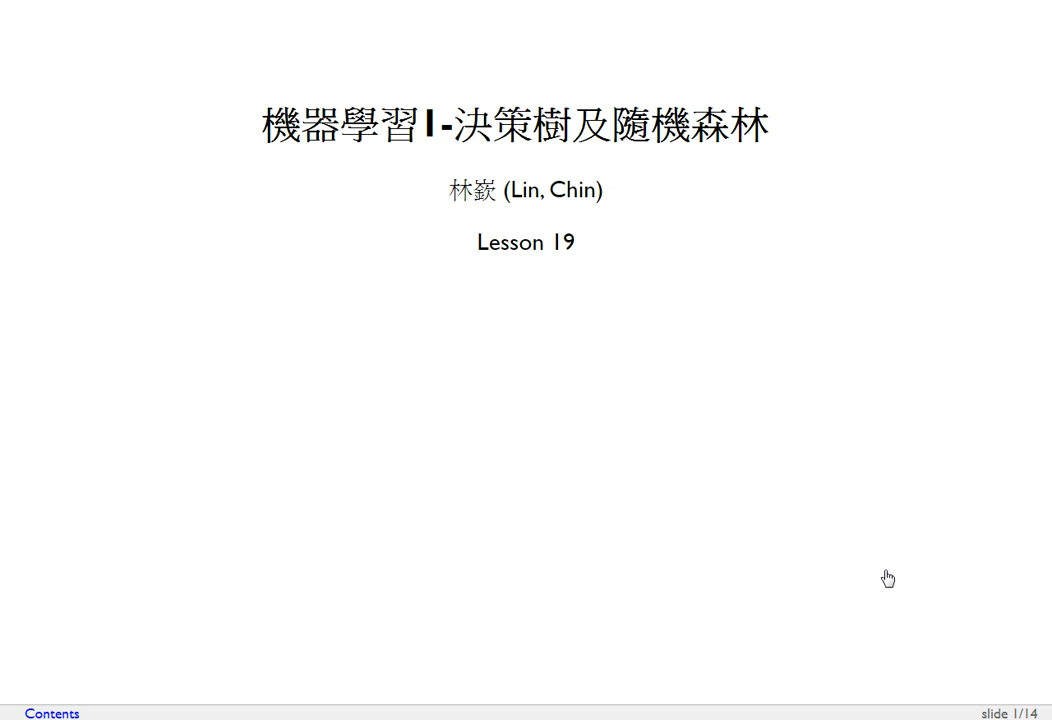 機器學習1-決策樹及隨機森林
林嶔 (Lin, Chin)
Lesson 19
Contents
slide 1/14